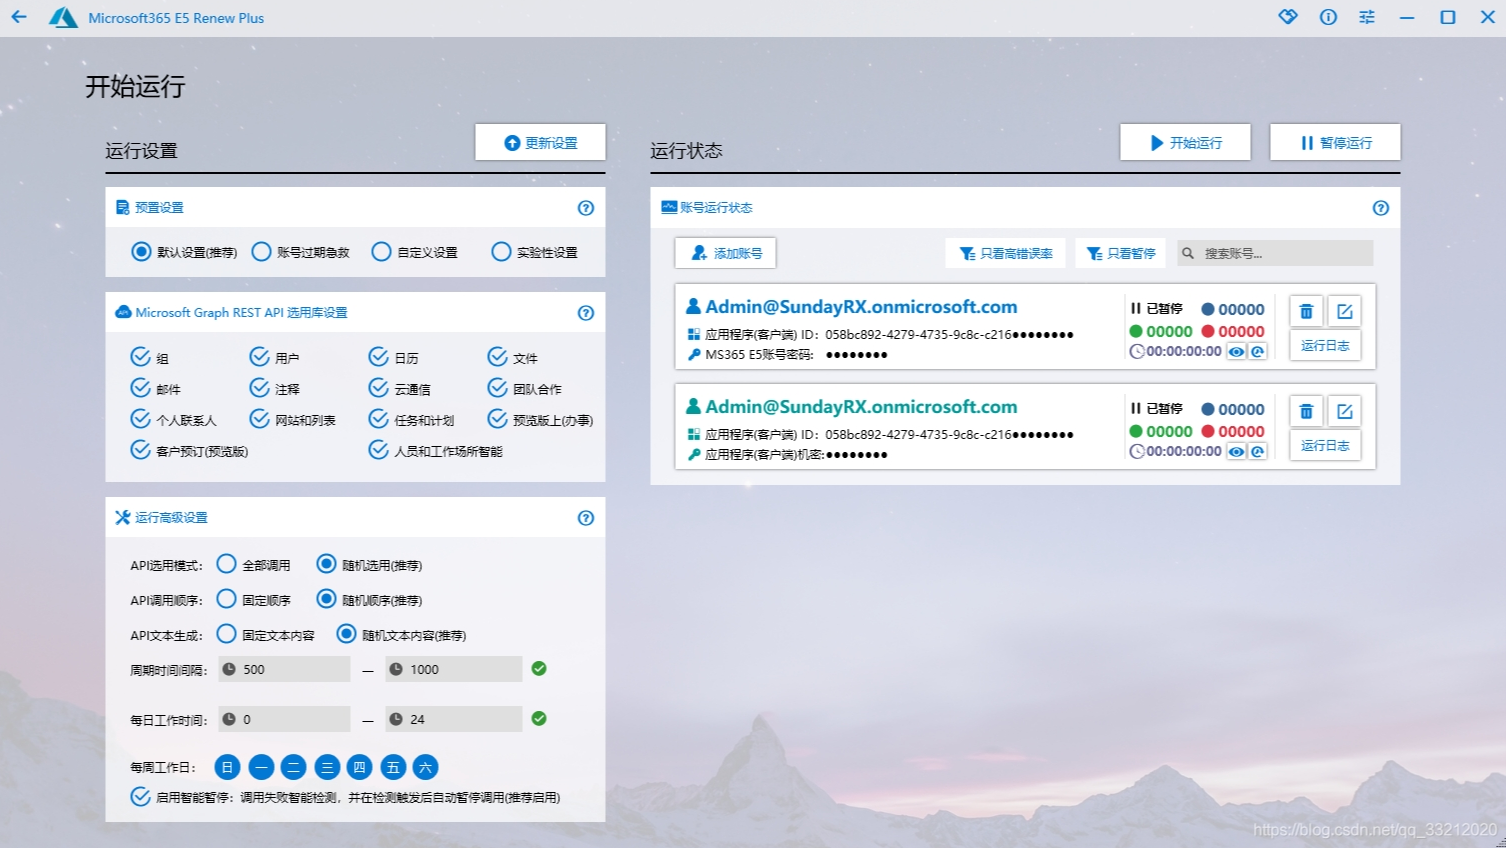 Microsoft365 E5 Renew Plus
开始运行
运行设置
更新设置
预置设置
默认设置(推荐) 账号过期急救 自定义设置 实验性设置
Microsoft Graph REST API 选用库设置
组 用户 日历 文件
邮件 注释 云通信 团队合作
个人联系人 网站和列表 任务和计划 预览版上(办事)
客户预订(预览版) 人员和工作场所智能
运行高级设置
API选用模式: 全部调用 随机选用(推荐)
API调用顺序: 固定顺序 随机顺序(推荐)
API文本生成: 固定文本内容 随机文本内容(推荐)
周期时间间隔: 500 — 1000
每日工作时间: 0 — 24
每周工作日: 日 一 二 三 四 五 六
启用智能暂停: 调用失败智能检测，并在检测触发后自动暂停调用(推荐启用)
运行状态
开始运行 暂停运行
账号运行状态
添加账号 只看高错误率 只看暂停 搜索账号...
Admin@SundayRX.onmicrosoft.com
应用程序(客户端) ID: 058bc892-4279-4735-9c8c-c216●●●●●●●●
MS365 E5账号密码: ●●●●●●●●
已暂停 00000
00000 00000
00:00:00:00
运行日志
Admin@SundayRX.onmicrosoft.com
应用程序(客户端) ID: 058bc892-4279-4735-9c8c-c216●●●●●●●●
应用程序(客户端)机密:●●●●●●●●
已暂停 00000
00000 00000
00:00:00:00
运行日志
https://blog.csdn.net/qq_33212020